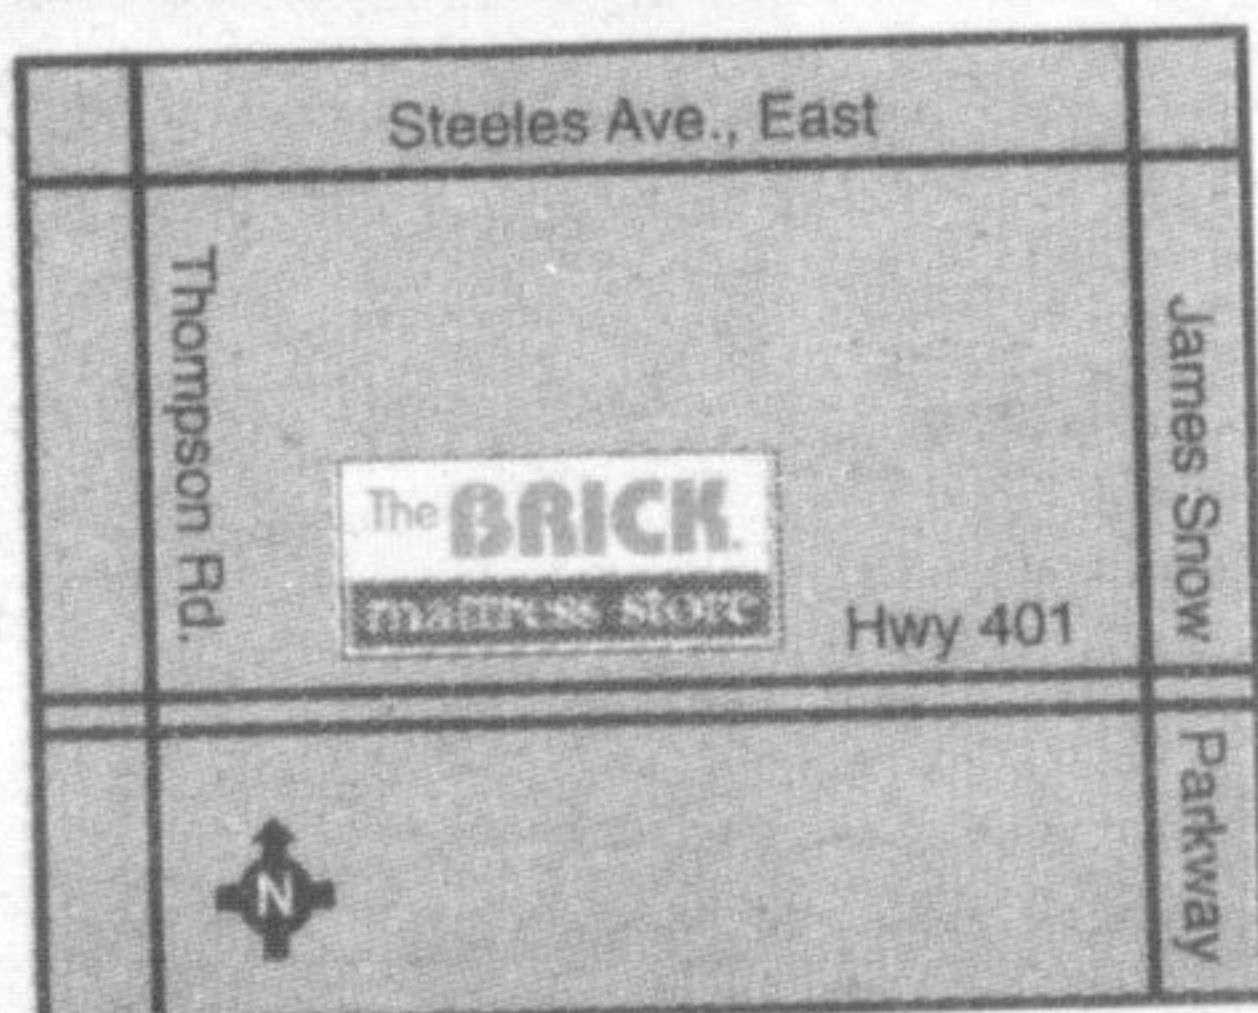 Steeles Ave., East
Thompson Rd.
James Snow Parkway
The BRICK.
mattress store
Hwy 401
N